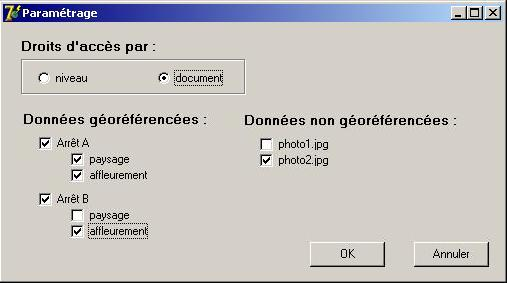 Paramétrage
Droits d'accès par :
niveau
document
Données géoréférencées :
Arrêt A
paysage
affleurement
Arrêt B
paysage
affleurement
Données non géoréférencées :
photo1.jpg
photo2.jpg
OK
Annuler